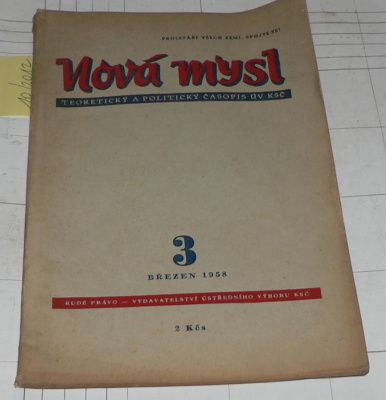 PROLETÁŘI VŠECH ZEMÍ, SPOJTE SE!
Nová mysl
TEORETICKÝ A POLITICKÝ ČASOPIS ÚV KSČ
3
BŘEZEN 1958
RUDÉ PRÁVO — VYDAVATELSTVÍ ÚSTŘEDNÍHO VÝBORU KSČ
2 Kčs